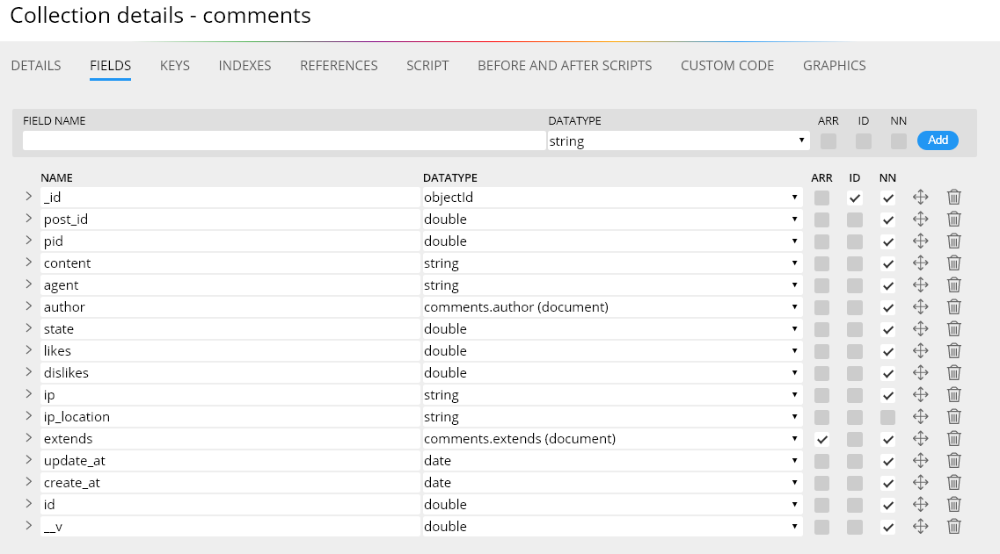 Collection details - comments
DETAILS FIELDS KEYS INDEXES REFERENCES SCRIPT BEFORE AND AFTER SCRIPTS CUSTOM CODE GRAPHICS
FIELD NAME DATATYPE ARR ID NN
string Add
NAME DATATYPE ARR ID NN
_id objectId
post_id double
pid double
content string
agent string
author comments.author (document)
state double
likes double
dislikes double
ip string
ip_location string
extends comments.extends (document)
update_at date
create_at date
id double
__v double